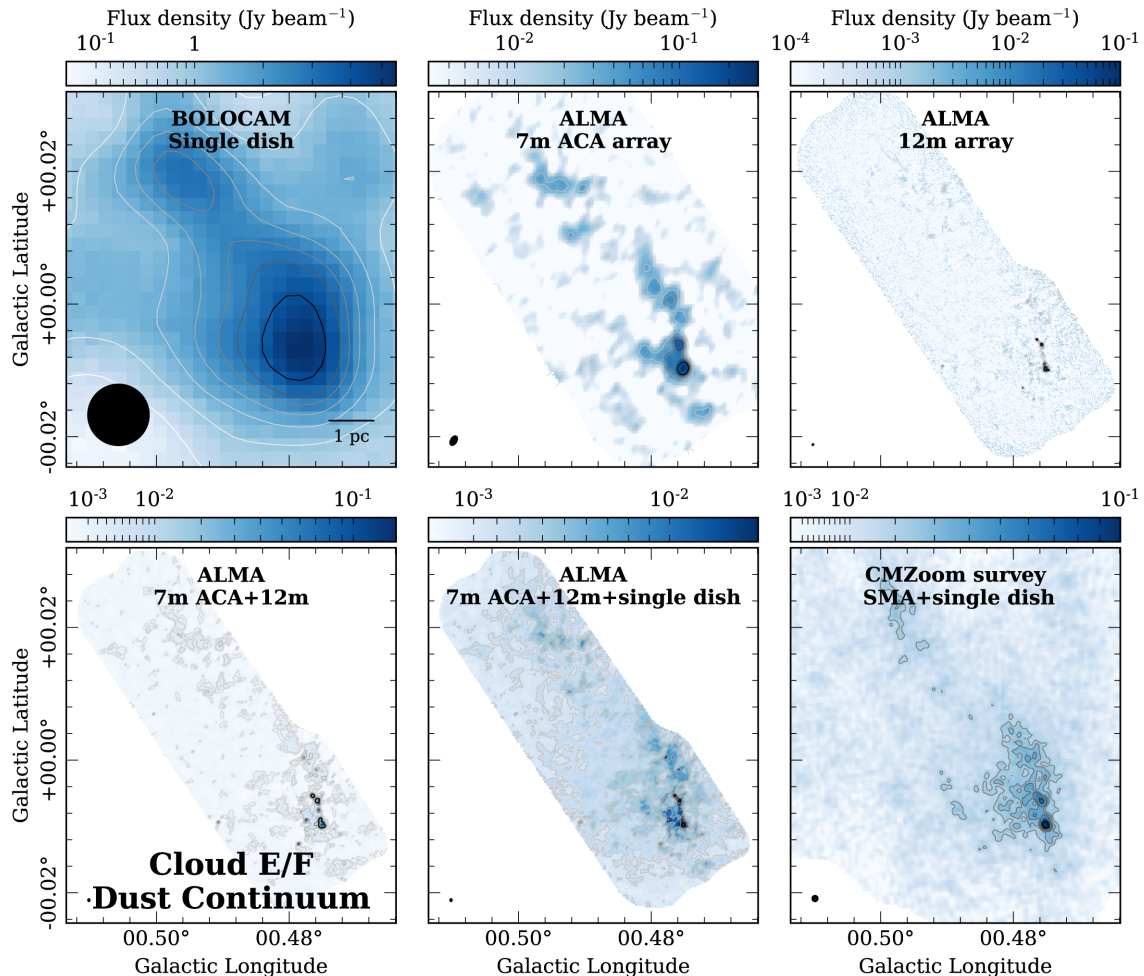 Flux density (Jy beam⁻¹)
10⁻¹ 1
BOLOCAM
Single dish
1 pc
+00.02°
+00.00°
-00.02°
Galactic Latitude
Flux density (Jy beam⁻¹)
10⁻² 10⁻¹
ALMA
7m ACA array
Flux density (Jy beam⁻¹)
10⁻⁴ 10⁻³ 10⁻² 10⁻¹
ALMA
12m array
10⁻³ 10⁻² 10⁻¹
ALMA
7m ACA+12m
Cloud E/F
Dust Continuum
+00.02°
+00.00°
-00.02°
Galactic Latitude
00.50° 00.48°
Galactic Longitude
10⁻³ 10⁻²
ALMA
7m ACA+12m+single dish
00.50° 00.48°
Galactic Longitude
10⁻³ 10⁻² 10⁻¹
CMZoom survey
SMA+single dish
00.50° 00.48°
Galactic Longitude